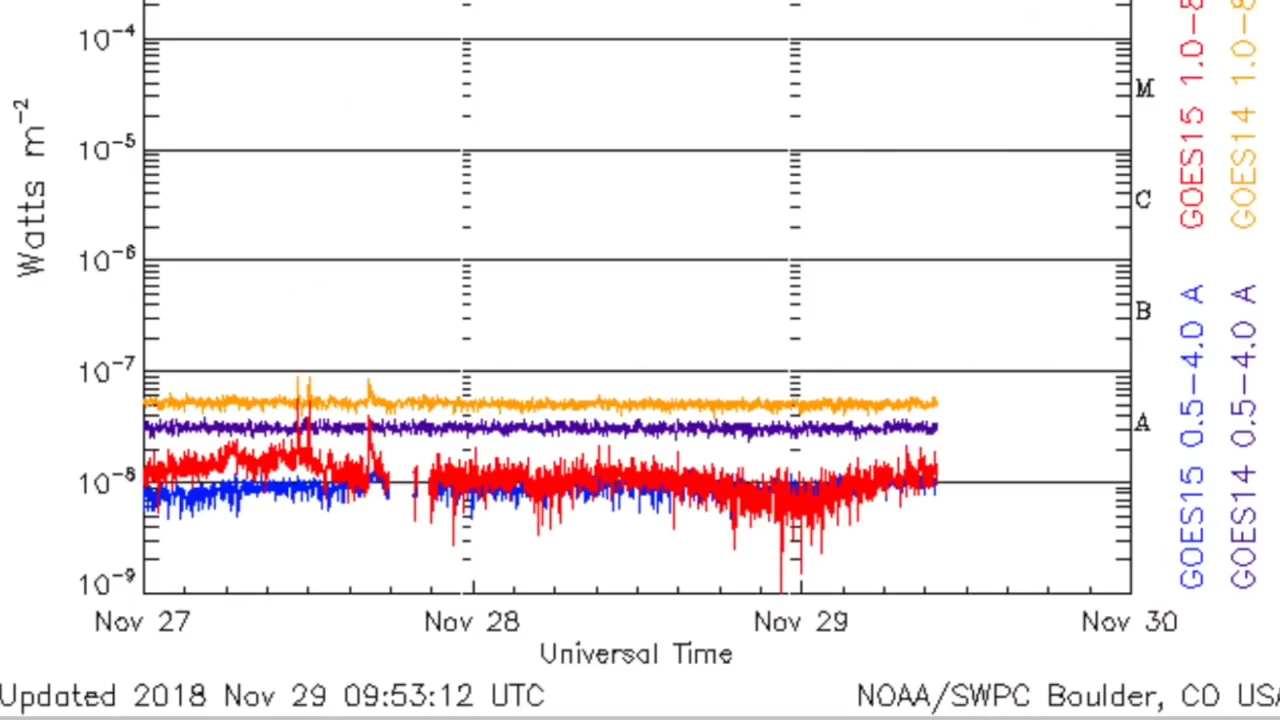 10⁻⁴
10⁻⁵
10⁻⁶
10⁻⁷
10⁻⁸
10⁻⁹
Watts m⁻²
M
C
B
A
GOES15 1.0-8
GOES14 1.0-8
GOES15 0.5-4.0 A
GOES14 0.5-4.0 A
Nov 27 Nov 28 Nov 29 Nov 30
Universal Time
Updated 2018 Nov 29 09:53:12 UTC NOAA/SWPC Boulder, CO USA